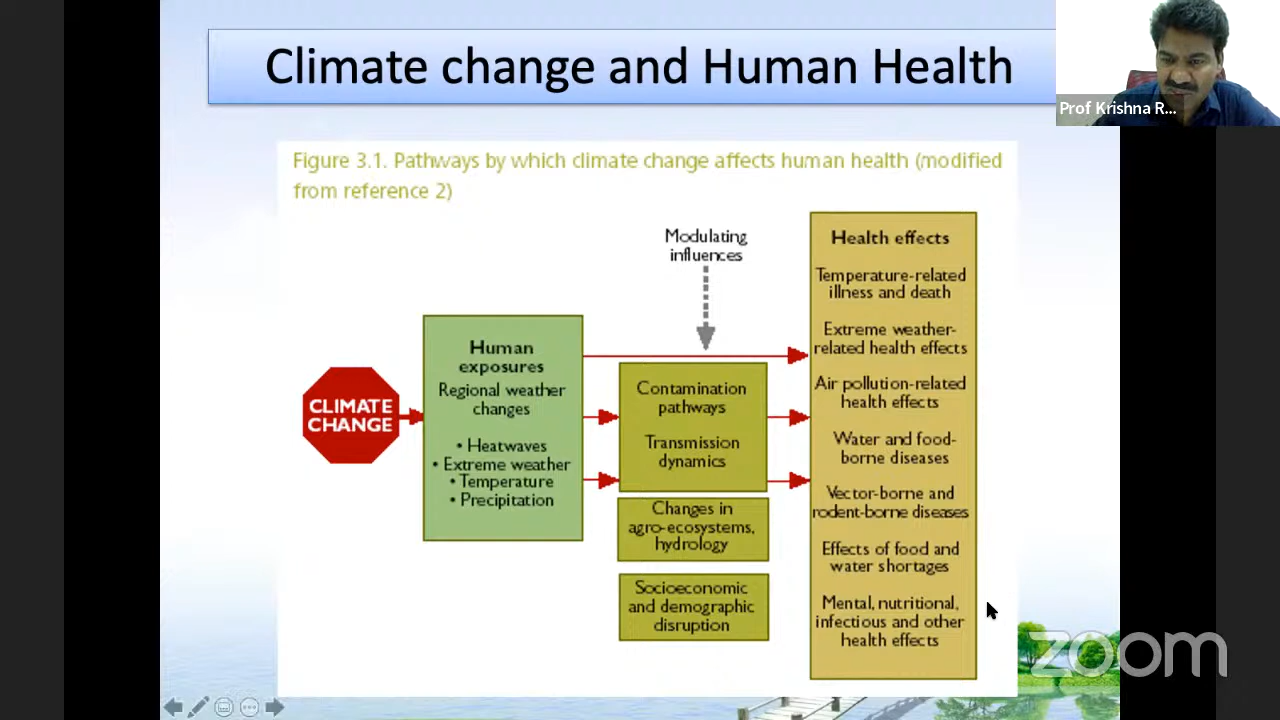 Climate change and Human Health
Prof Krishna R...
Figure 3.1. Pathways by which climate change affects human health (modified
from reference 2)
Modulating
influences
CLIMATE
CHANGE
Human
exposures
Regional weather
changes
• Heatwaves
• Extreme weather
• Temperature
• Precipitation
Contamination
pathways
Transmission
dynamics
Changes in
agro-ecosystems,
hydrology
Socioeconomic
and demographic
disruption
Health effects
Temperature-related
illness and death
Extreme weather-
related health effects
Air pollution-related
health effects
Water and food-
borne diseases
Vector-borne and
rodent-borne diseases
Effects of food and
water shortages
Mental, nutritional,
infectious and other
health effects
zoom